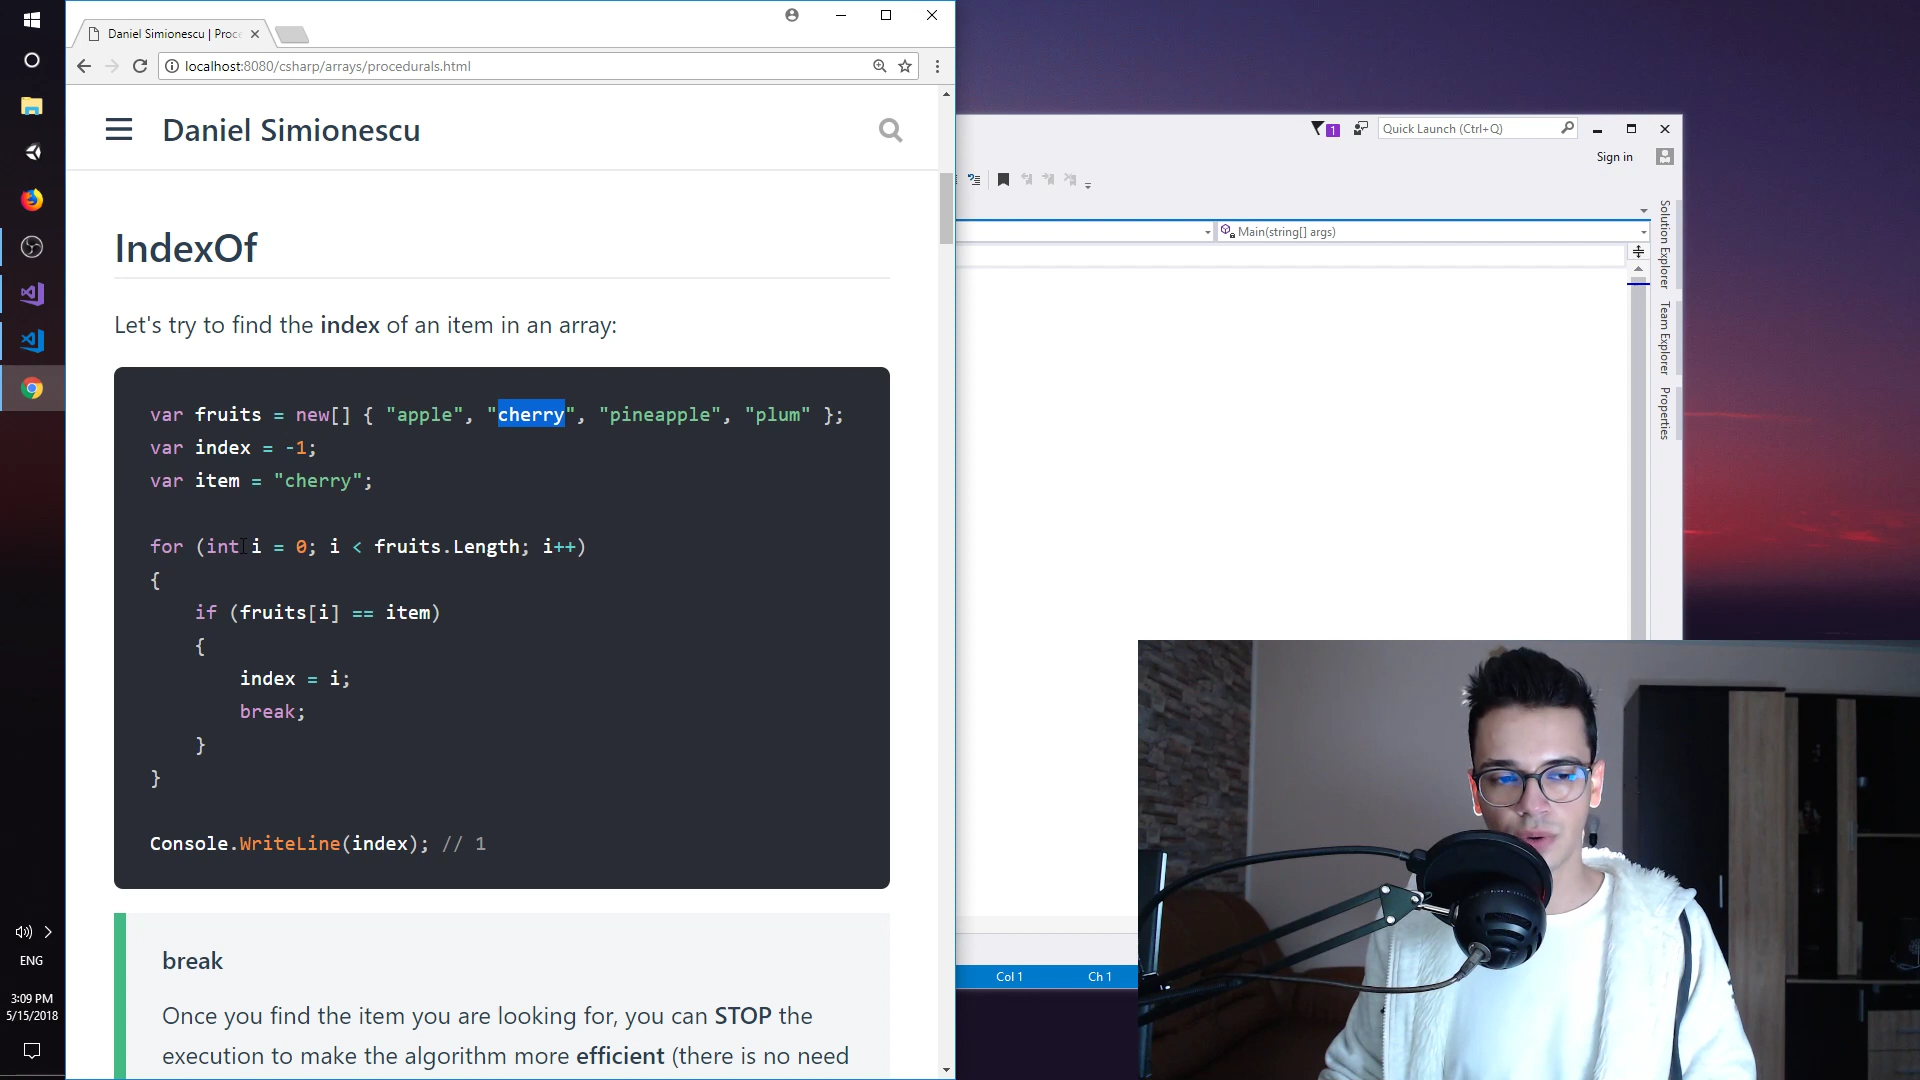 Daniel Simionescu | Proc
localhost:8080/csharp/arrays/procedurals.html
Daniel Simionescu
IndexOf
Let's try to find the index of an item in an array:
var fruits = new[] { "apple", "cherry", "pineapple", "plum" };
var index = -1;
var item = "cherry";
for (int i = 0; i < fruits.Length; i++)
{
if (fruits[i] == item)
{
index = i;
break;
}
}
Console.WriteLine(index); // 1
break
Once you find the item you are looking for, you can STOP the
execution to make the algorithm more efficient (there is no need
1
Quick Launch (Ctrl+Q)
Sign in
Main(string[] args)
Solution Explorer
Team Explorer
Properties
Col 1
Ch 1
ENG
3:09 PM
5/15/2018